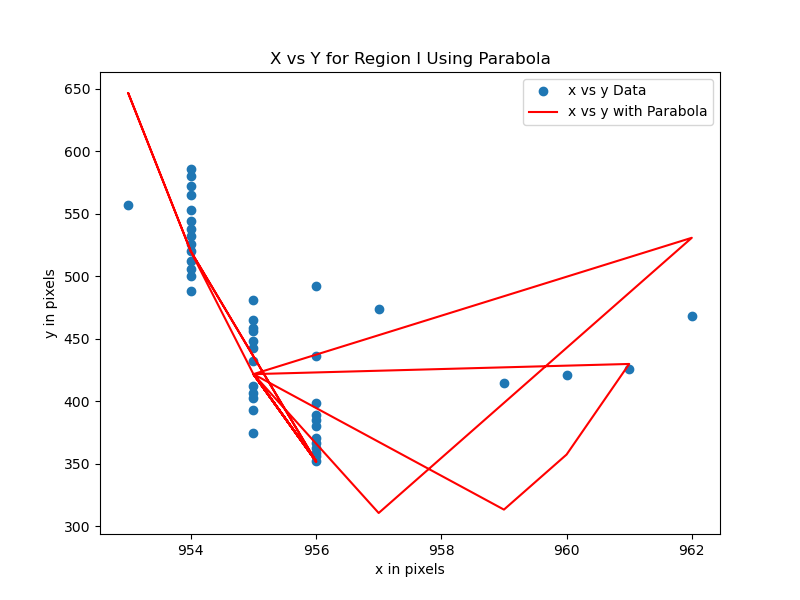 X vs Y for Region I Using Parabola
x vs y Data
x vs y with Parabola
650
600
550
500
450
400
350
300
y in pixels
954
956
958
960
962
x in pixels